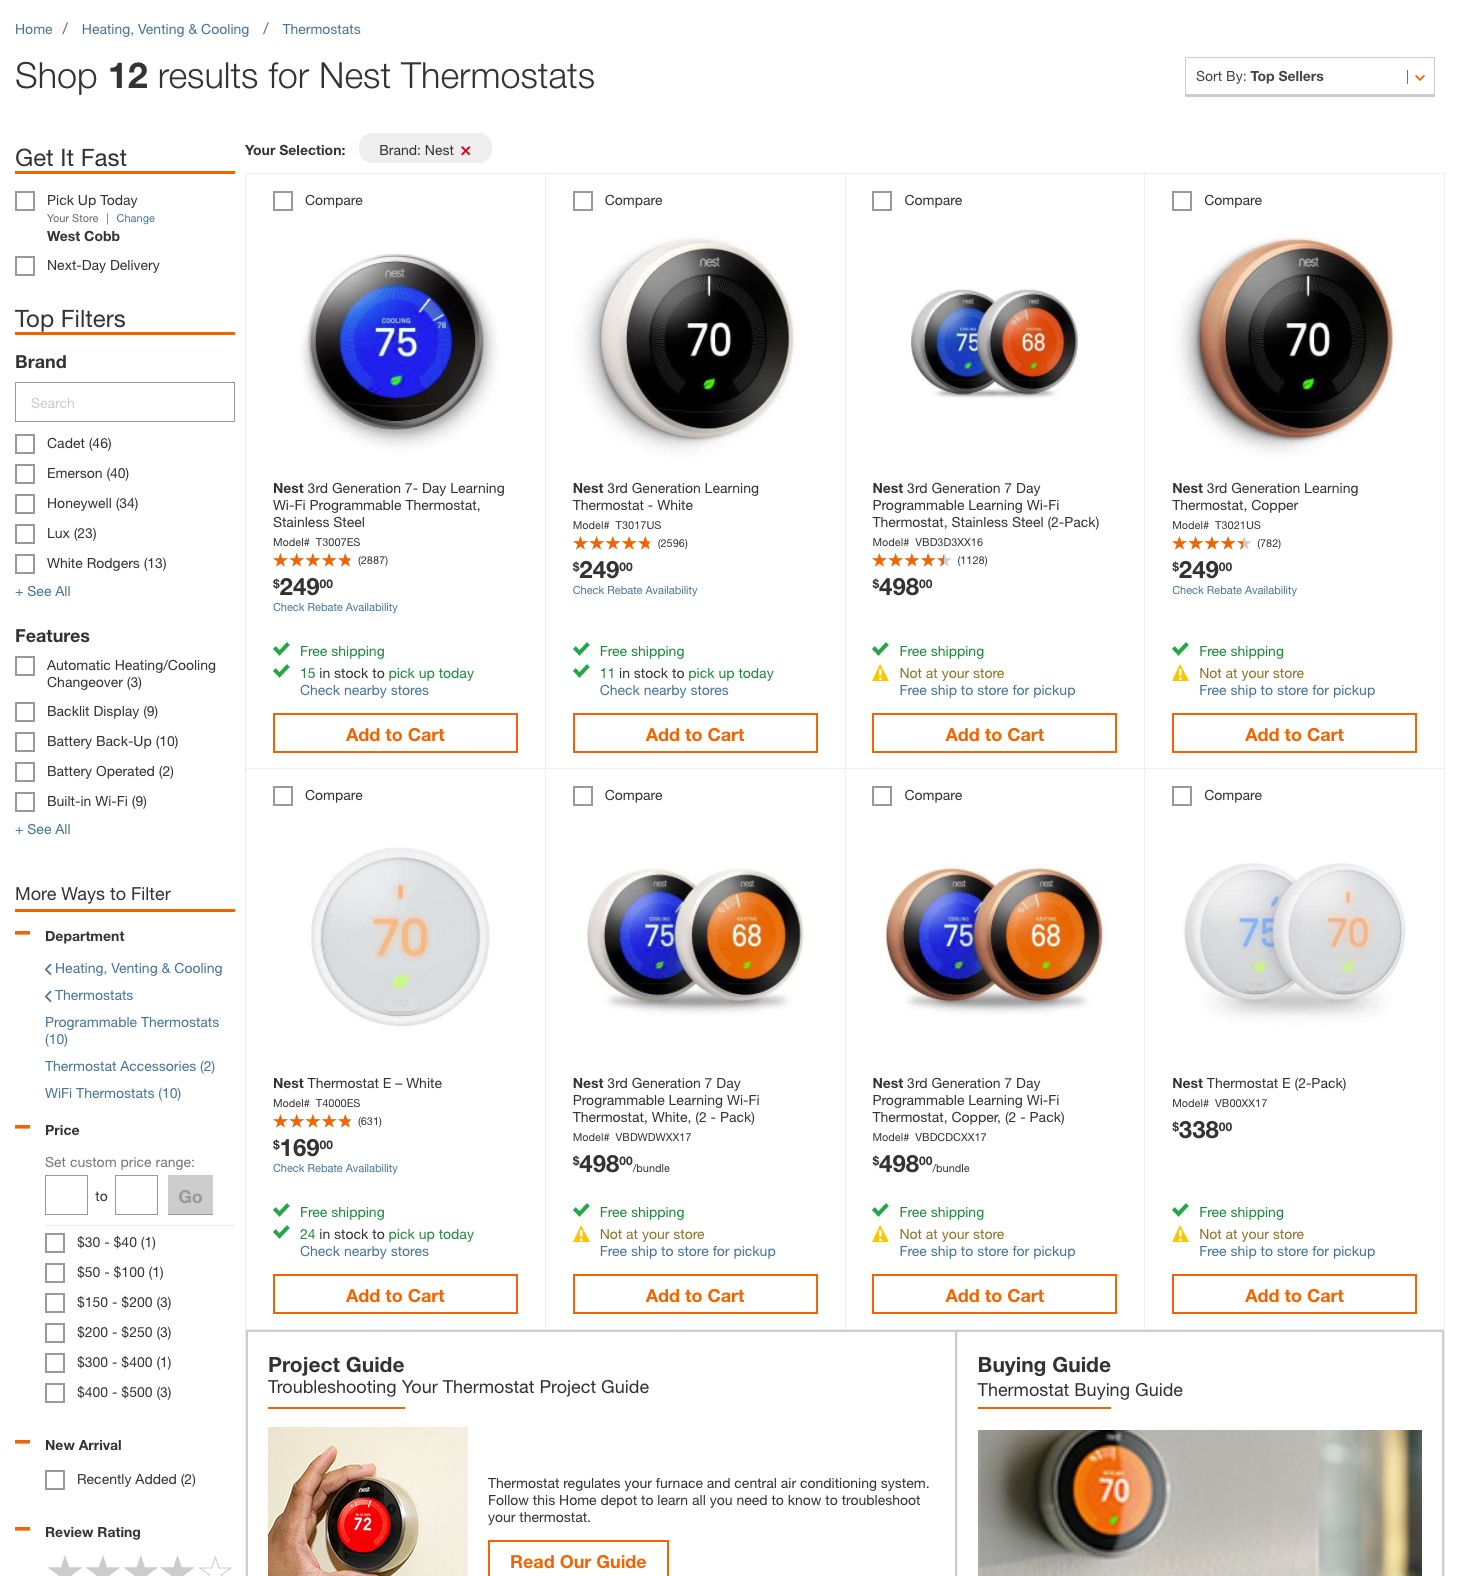 Home / Heating, Venting & Cooling / Thermostats
Shop 12 results for Nest Thermostats
Sort By: Top Sellers
Get It Fast
Pick Up Today
Your Store | Change
West Cobb
Next-Day Delivery
Top Filters
Brand
Search
Cadet (46)
Emerson (40)
Honeywell (34)
Lux (23)
White Rodgers (13)
+ See All
Features
Automatic Heating/Cooling
Changeover (3)
Backlit Display (9)
Battery Back-Up (10)
Battery Operated (2)
Built-in Wi-Fi (9)
+ See All
More Ways to Filter
Department
Heating, Venting & Cooling
Thermostats
Programmable Thermostats
(10)
Thermostat Accessories (2)
WiFi Thermostats (10)
Price
Set custom price range:
to Go
$30 - $40 (1)
$50 - $100 (1)
$150 - $200 (3)
$200 - $250 (3)
$300 - $400 (1)
$400 - $500 (3)
New Arrival
Recently Added (2)
Review Rating
Your Selection: Brand: Nest
Compare
nest
COOLING
78
75
Nest 3rd Generation 7- Day Learning
Wi-Fi Programmable Thermostat,
Stainless Steel
Model# T3007ES
(2887)
$24900
Check Rebate Availability
Free shipping
15 in stock to pick up today
Check nearby stores
Add to Cart
Compare
nest
70
Nest 3rd Generation Learning
Thermostat - White
Model# T3017US
(2596)
$24900
Check Rebate Availability
Free shipping
11 in stock to pick up today
Check nearby stores
Add to Cart
Compare
75 68
Nest 3rd Generation 7 Day
Programmable Learning Wi-Fi
Thermostat, Stainless Steel (2-Pack)
Model# VBD3D3XX16
(1128)
$49800
Free shipping
Not at your store
Free ship to store for pickup
Add to Cart
Compare
nest
70
Nest 3rd Generation Learning
Thermostat, Copper
Model# T3021US
(782)
$24900
Check Rebate Availability
Free shipping
Not at your store
Free ship to store for pickup
Add to Cart
Compare
70
nest
Nest Thermostat E – White
Model# T4000ES
(631)
$16900
Check Rebate Availability
Free shipping
24 in stock to pick up today
Check nearby stores
Add to Cart
Compare
nest nest
COOLING HEATING
75 68
Nest 3rd Generation 7 Day
Programmable Learning Wi-Fi
Thermostat, White, (2 - Pack)
Model# VBDWDWXX17
$49800/bundle
Free shipping
Not at your store
Free ship to store for pickup
Add to Cart
Compare
nest nest
COOLING HEATING
75 68
Nest 3rd Generation 7 Day
Programmable Learning Wi-Fi
Thermostat, Copper, (2 - Pack)
Model# VBDCDCXX17
$49800/bundle
Free shipping
Not at your store
Free ship to store for pickup
Add to Cart
Compare
75 70
Nest Thermostat E (2-Pack)
Model# VB00XX17
$33800
Free shipping
Not at your store
Free ship to store for pickup
Add to Cart
Project Guide
Troubleshooting Your Thermostat Project Guide
nest
72
Thermostat regulates your furnace and central air conditioning system.
Follow this Home depot to learn all you need to know to troubleshoot
your thermostat.
Read Our Guide
Buying Guide
Thermostat Buying Guide
70